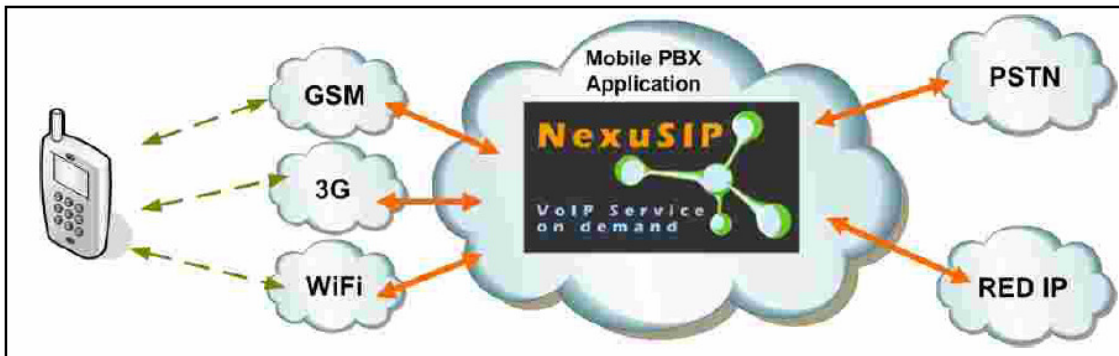 GSM
3G
WiFi
Mobile PBX
Application
NexuSIP
VoIP Service
on demand
PSTN
RED IP